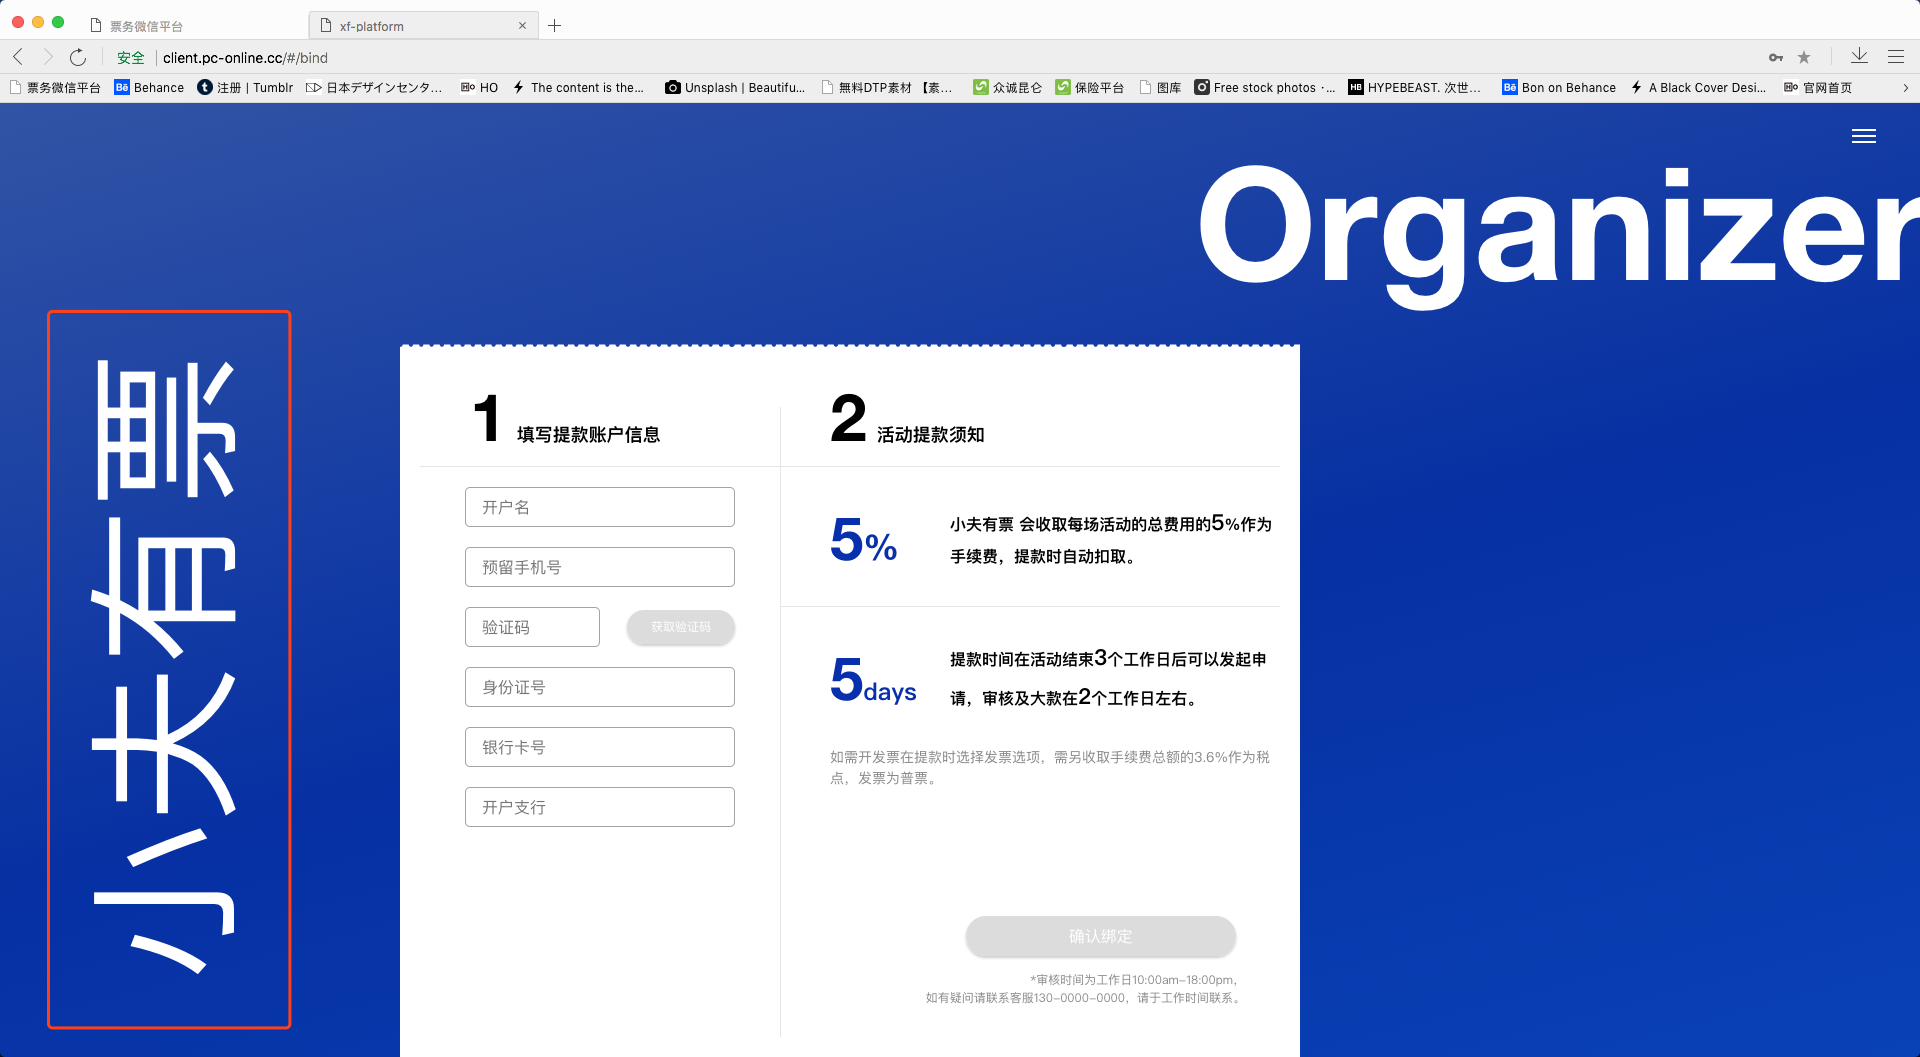 票务微信平台
xf-platform
安全
client.pc-online.cc/#/bind
票务微信平台
Behance
注册 | Tumblr
日本デザインセンタ...
HO
The content is the...
Unsplash | Beautifu...
無料DTP素材 【素...
众诚昆仑
保险平台
图库
Free stock photos ·...
HYPEBEAST. 次世...
Bon on Behance
A Black Cover Desi...
官网首页
Organizer
小夫有票
1 填写提款账户信息
开户名
预留手机号
验证码
获取验证码
身份证号
银行卡号
开户支行
2 活动提款须知
5%
小夫有票 会收取每场活动的总费用的5%作为
手续费，提款时自动扣取。
5days
提款时间在活动结束3个工作日后可以发起申
请，审核及大款在2个工作日左右。
如需开发票在提款时选择发票选项，需另收取手续费总额的3.6%作为税
点，发票为普票。
确认绑定
*审核时间为工作日10:00am-18:00pm，
如有疑问请联系客服130-0000-0000，请于工作时间联系。